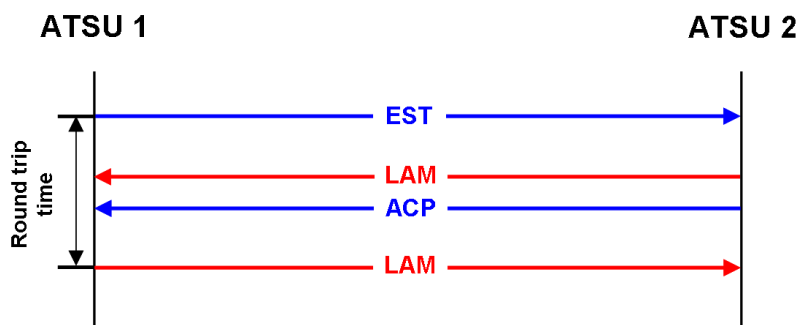 ATSU 1
ATSU 2
EST
LAM
ACP
LAM
Round trip
time